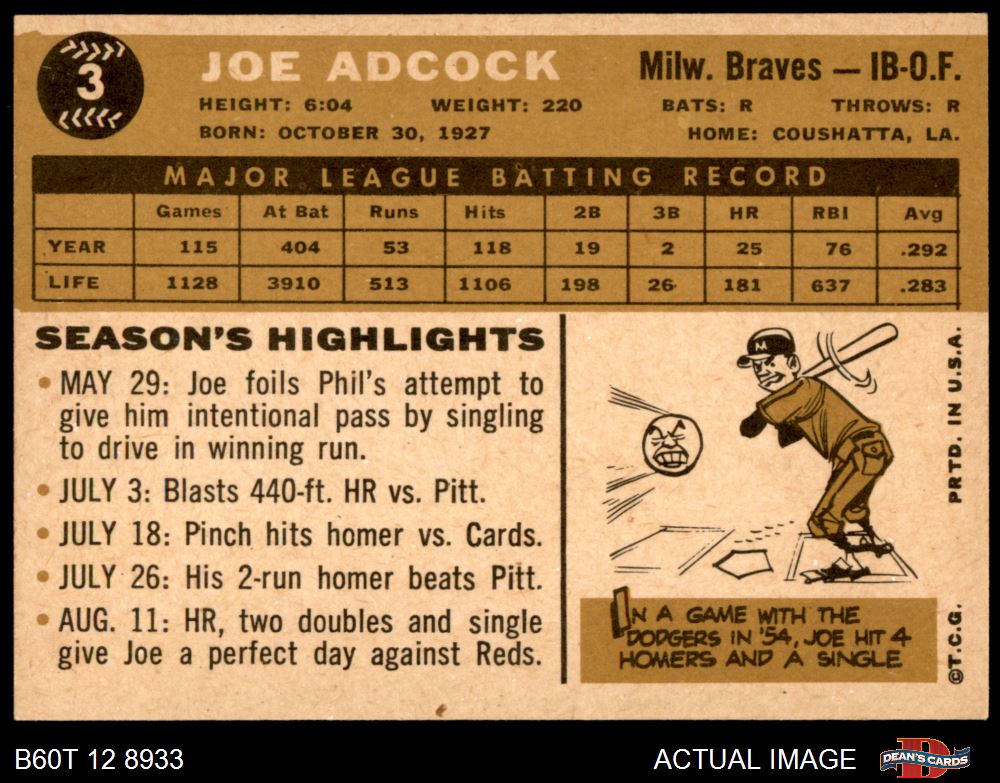 3
JOE ADCOCK
Milw. Braves — IB-O.F.
HEIGHT: 6:04 WEIGHT: 220 BATS: R THROWS: R
BORN: OCTOBER 30, 1927 HOME: COUSHATTA, LA.
MAJOR LEAGUE BATTING RECORD
Games At Bat Runs Hits 2B 3B HR RBI Avg
YEAR 115 404 53 118 19 2 25 76 .292
LIFE 1128 3910 513 1106 198 26 181 637 .283
SEASON'S HIGHLIGHTS
• MAY 29: Joe foils Phil's attempt to
give him intentional pass by singling
to drive in winning run.
• JULY 3: Blasts 440-ft. HR vs. Pitt.
• JULY 18: Pinch hits homer vs. Cards.
• JULY 26: His 2-run homer beats Pitt.
• AUG. 11: HR, two doubles and single
give Joe a perfect day against Reds.
M
IN A GAME WITH THE
DODGERS IN '54, JOE HIT 4
HOMERS AND A SINGLE
©T.C.G. PRTD. IN U.S.A.
B60T 12 8933
ACTUAL IMAGE
D
DEAN'S CARDS